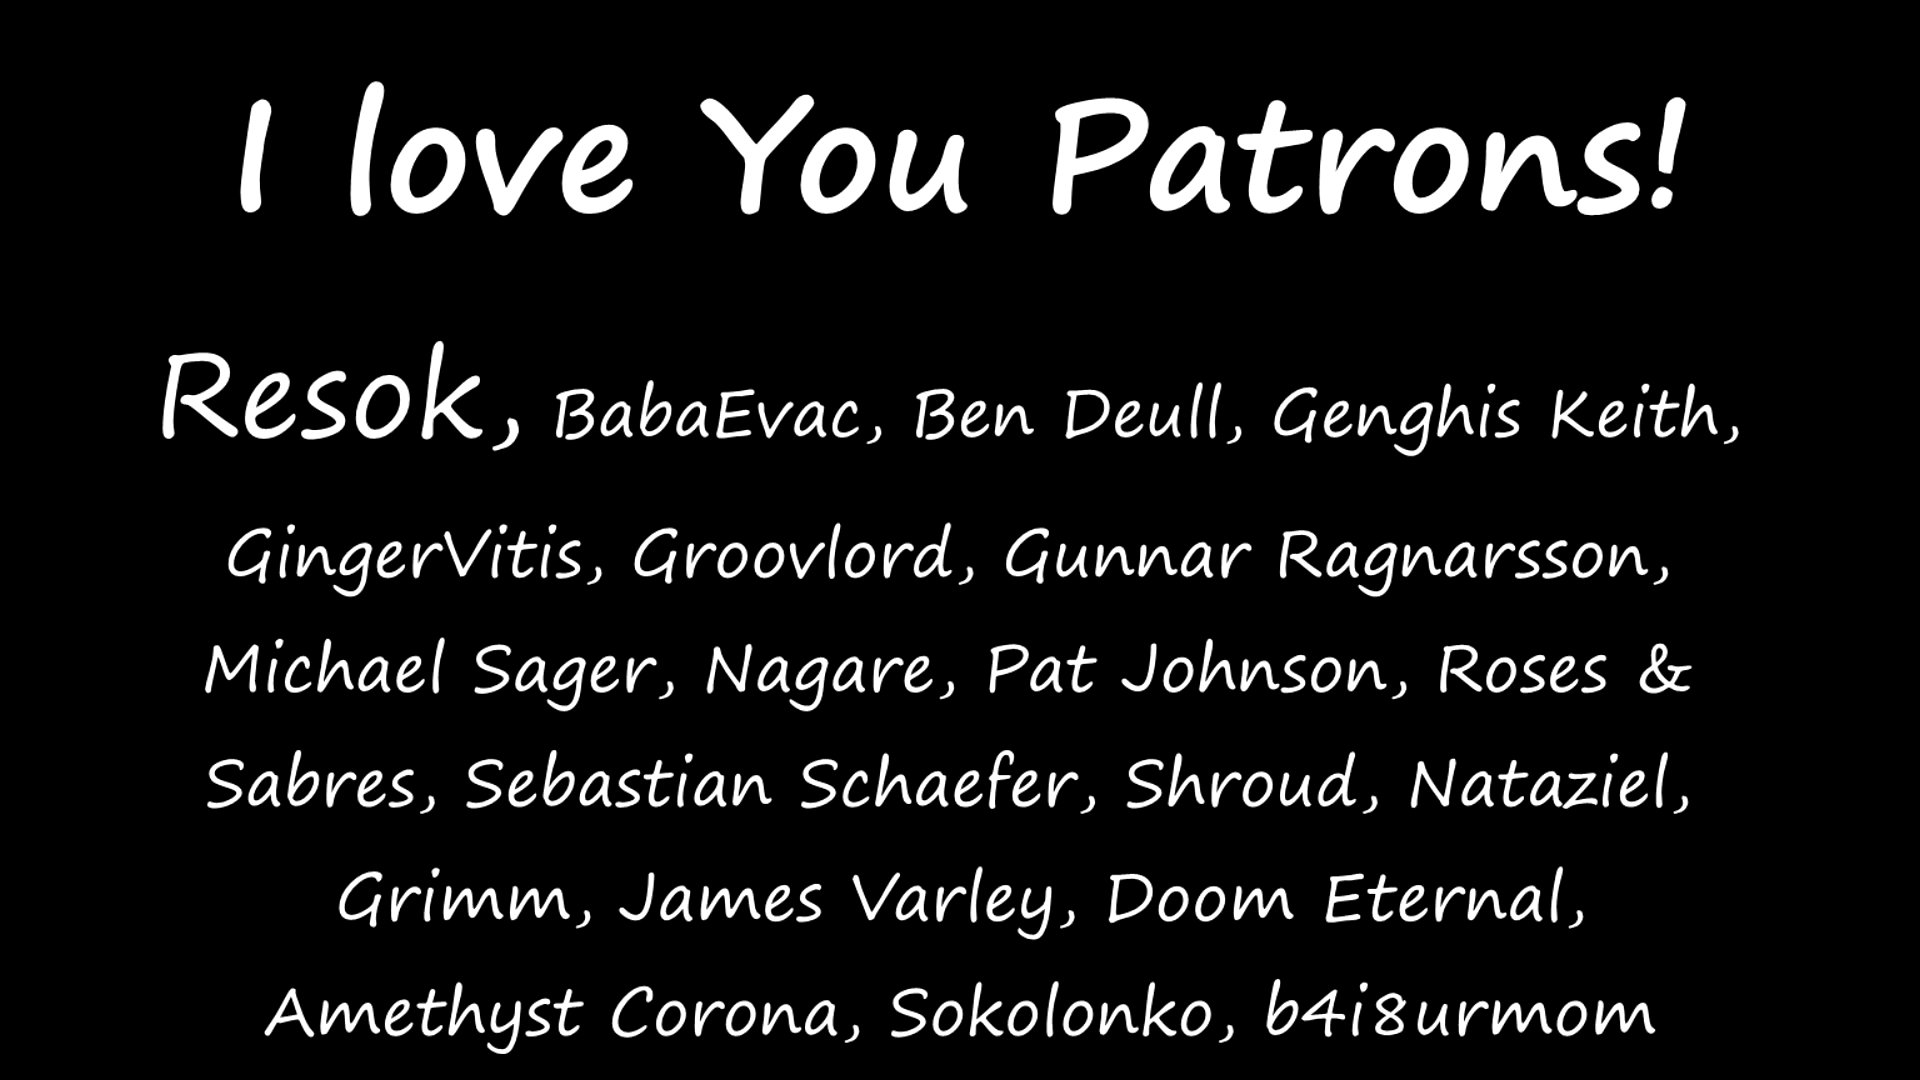 I love You Patrons!
Resok, BabaEvac, Ben Deull, Genghis Keith,
GingerVitis, Groovlord, Gunnar Ragnarsson,
Michael Sager, Nagare, Pat Johnson, Roses &
Sabres, Sebastian Schaefer, Shroud, Nataziel,
Grimm, James Varley, Doom Eternal,
Amethyst Corona, Sokolonko, b4i8urmom